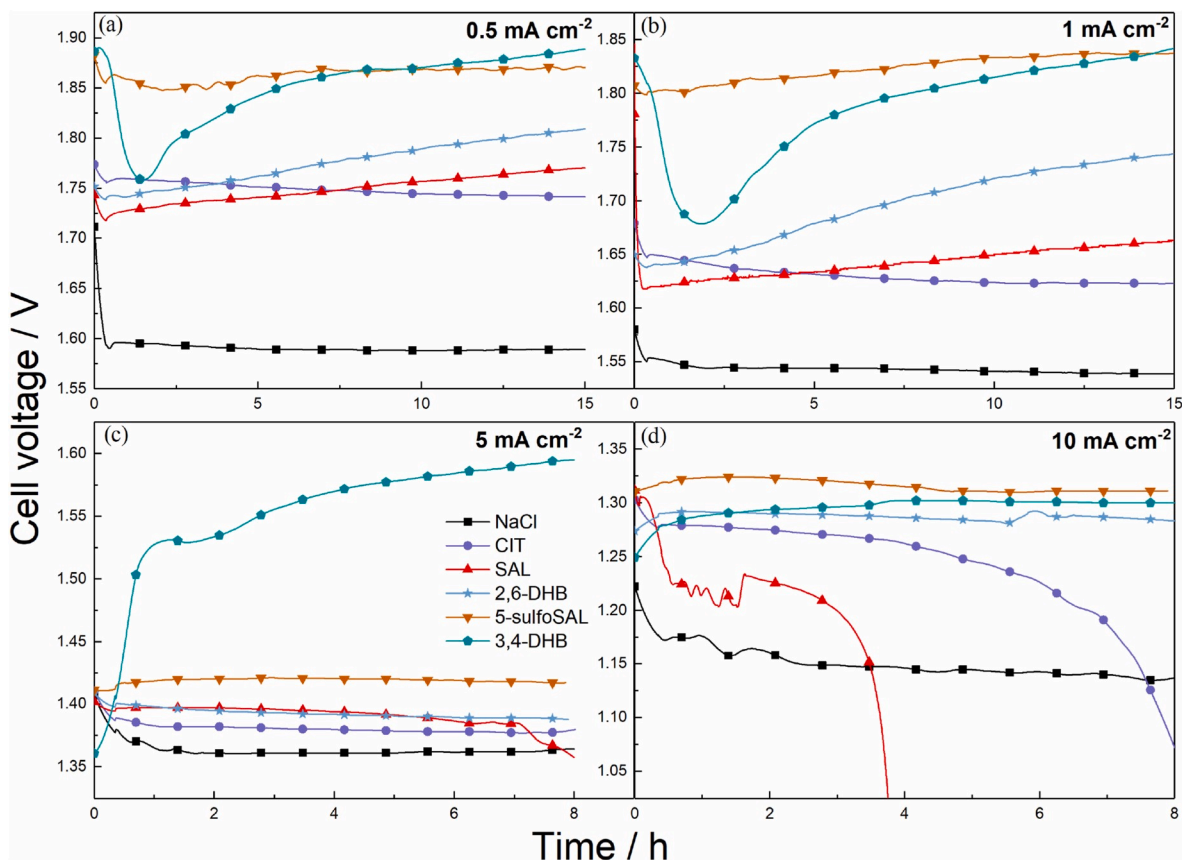 (a) 0.5 mA cm-2
1.90
1.85
1.80
1.75
1.70
1.65
1.60
1.55
0 5 10 15
(b) 1 mA cm-2
1.85
1.80
1.75
1.70
1.65
1.60
1.55
0 5 10 15
Cell voltage / V
(c) 5 mA cm-2
1.60
1.55
1.50
1.45
1.40
1.35
NaCl
CIT
SAL
2,6-DHB
5-sulfoSAL
3,4-DHB
0 2 4 6 8
(d) 10 mA cm-2
1.35
1.30
1.25
1.20
1.15
1.10
1.05
0 2 4 6 8
Time / h